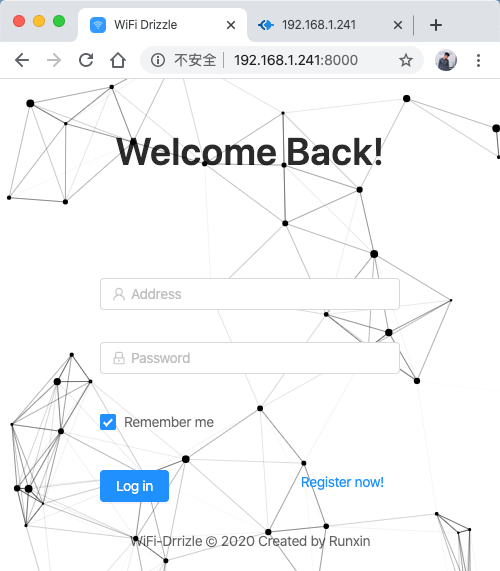 WiFi Drizzle
192.168.1.241
不安全
192.168.1.241:8000
Welcome Back!
Address
Password
Remember me
Log in
Register now!
WiFi-Drrizle © 2020 Created by Runxin